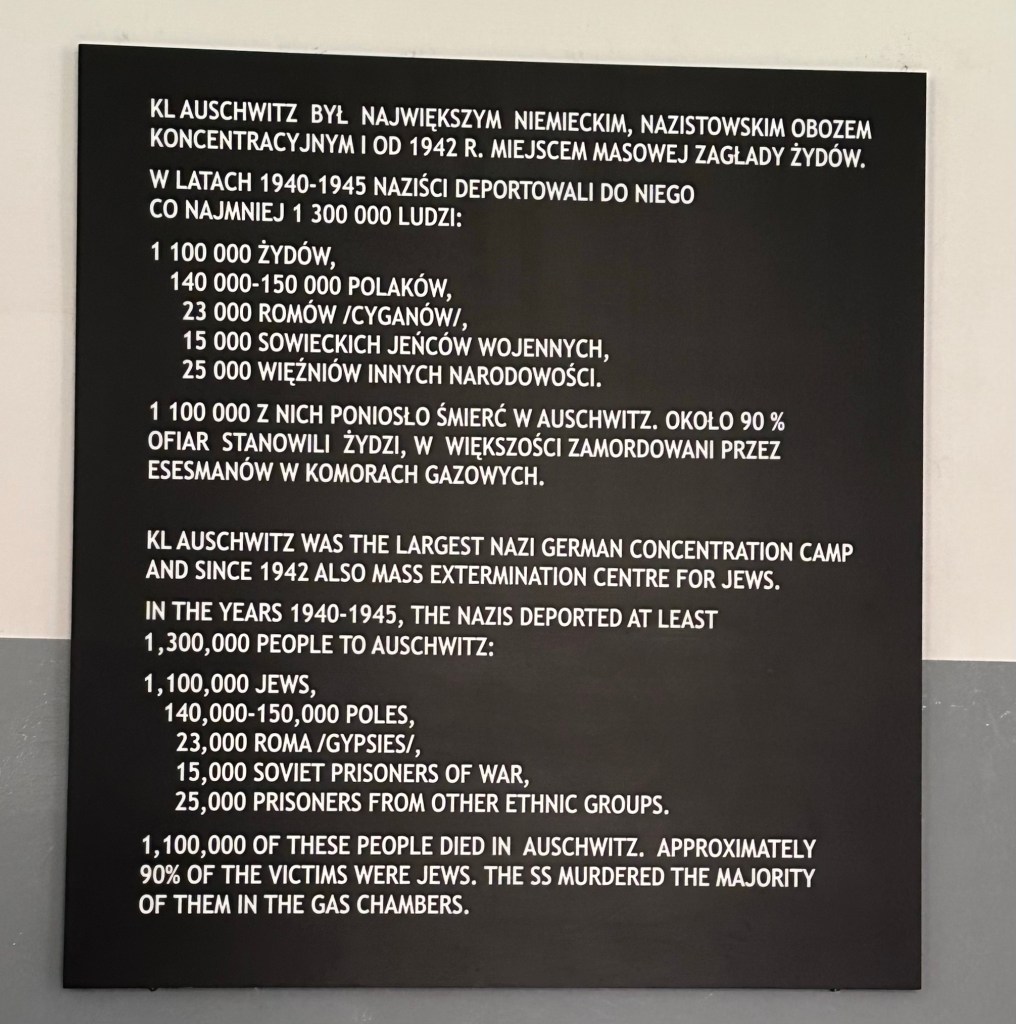 KL AUSCHWITZ BYŁ NAJWIĘKSZYM NIEMIECKIM, NAZISTOWSKIM OBOZEM
KONCENTRACYJNYM I OD 1942 R. MIEJSCEM MASOWEJ ZAGŁADY ŻYDÓW.
W LATACH 1940-1945 NAZIŚCI DEPORTOWALI DO NIEGO
CO NAJMNIEJ 1 300 000 LUDZI:
1 100 000 ŻYDÓW,
140 000-150 000 POLAKÓW,
23 000 ROMÓW /CYGANÓW/,
15 000 SOWIECKICH JEŃCÓW WOJENNYCH,
25 000 WIĘŹNIÓW INNYCH NARODOWOŚCI.
1 100 000 Z NICH PONIOSŁO ŚMIERĆ W AUSCHWITZ. OKOŁO 90 %
OFIAR STANOWILI ŻYDZI, W WIĘKSZOŚCI ZAMORDOWANI PRZEZ
ESESMANÓW W KOMORACH GAZOWYCH.
KL AUSCHWITZ WAS THE LARGEST NAZI GERMAN CONCENTRATION CAMP
AND SINCE 1942 ALSO MASS EXTERMINATION CENTRE FOR JEWS.
IN THE YEARS 1940-1945, THE NAZIS DEPORTED AT LEAST
1,300,000 PEOPLE TO AUSCHWITZ:
1,100,000 JEWS,
140,000-150,000 POLES,
23,000 ROMA /GYPSIES/,
15,000 SOVIET PRISONERS OF WAR,
25,000 PRISONERS FROM OTHER ETHNIC GROUPS.
1,100,000 OF THESE PEOPLE DIED IN AUSCHWITZ. APPROXIMATELY
90% OF THE VICTIMS WERE JEWS. THE SS MURDERED THE MAJORITY
OF THEM IN THE GAS CHAMBERS.